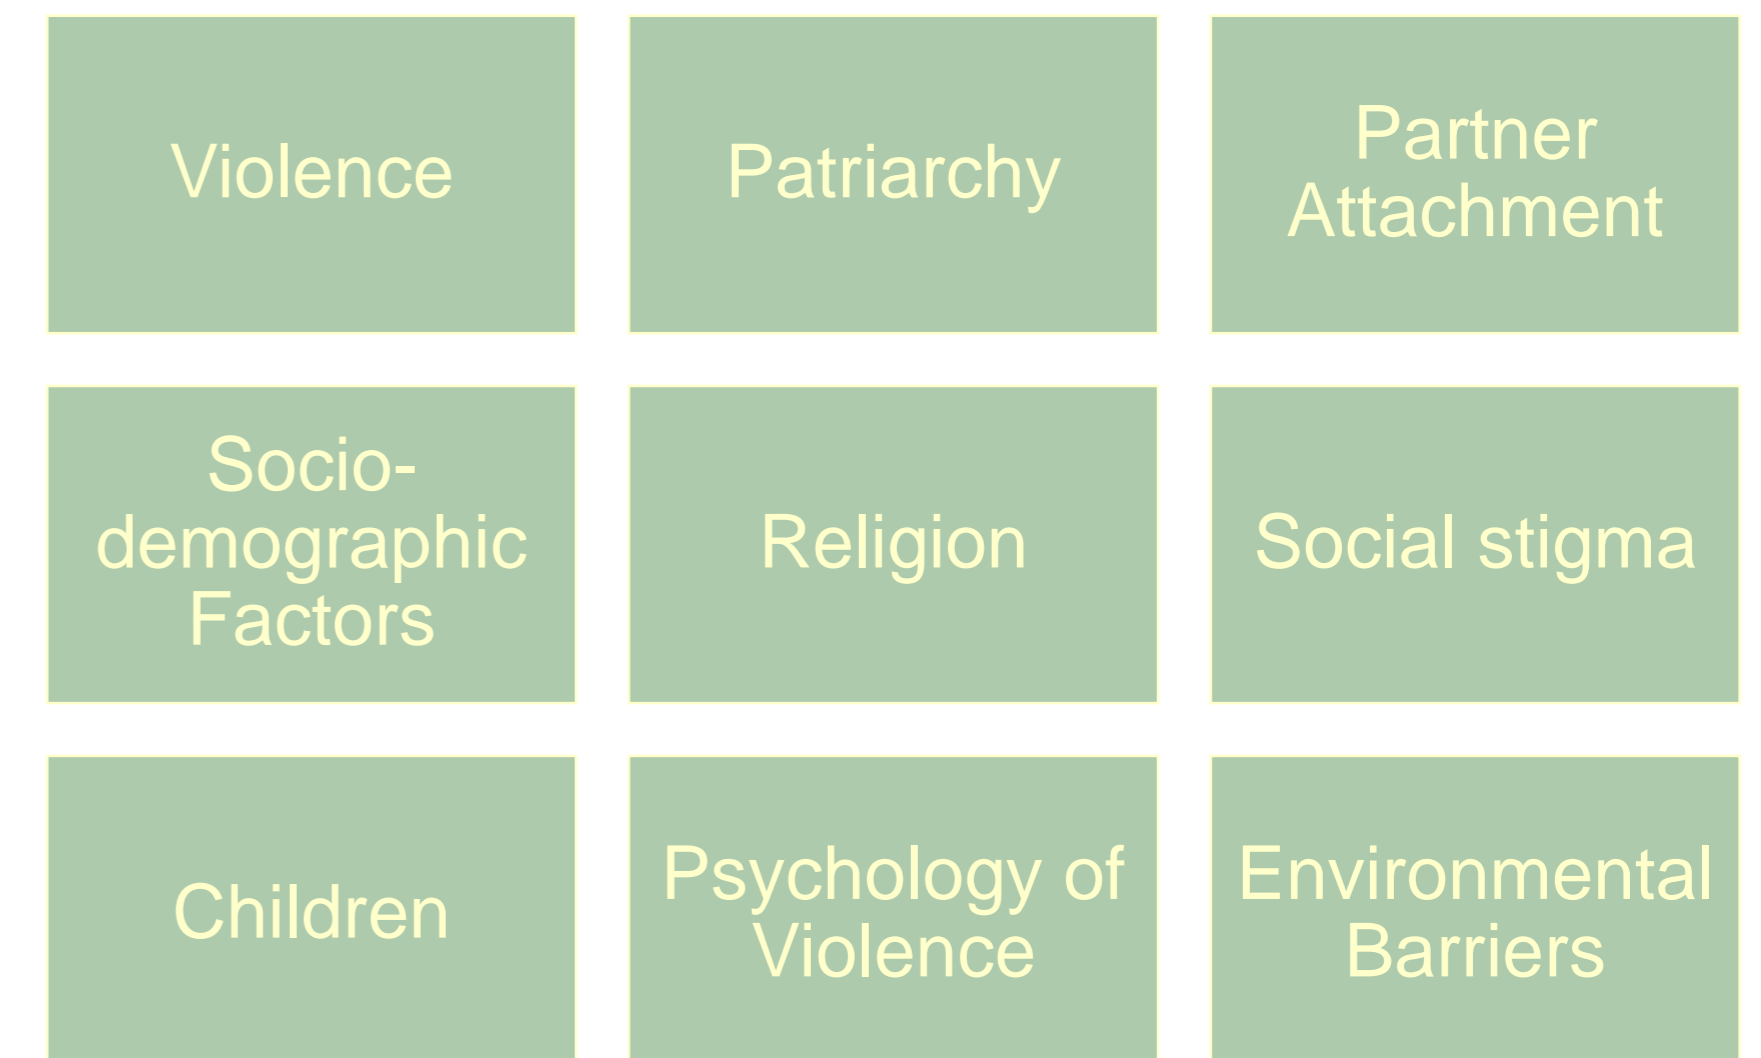 Violence
Patriarchy
Partner
Attachment
Socio-
demographic
Factors
Religion
Social stigma
Children
Psychology of
Violence
Environmental
Barriers